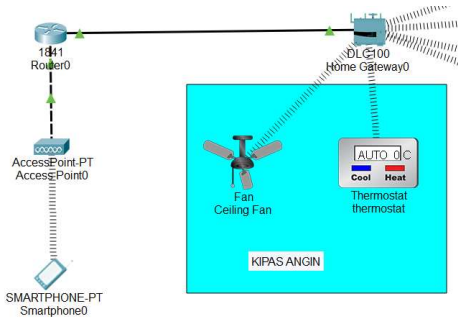 1841
Router0
DLC100
Home Gateway0
AccessPoint-PT
Access Point0
AUTO 0 C
Cool Heat
Fan
Ceiling Fan
Thermostat
thermostat
KIPAS ANGIN
SMARTPHONE-PT
Smartphone0